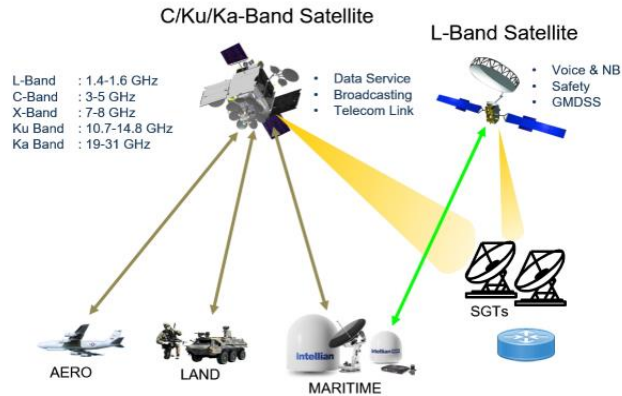 C/Ku/Ka-Band Satellite
L-Band Satellite
L-Band : 1.4-1.6 GHz
C-Band : 3-5 GHz
X-Band : 7-8 GHz
Ku Band : 10.7-14.8 GHz
Ka Band : 19-31 GHz
• Data Service
• Broadcasting
• Telecom Link
• Voice & NB
• Safety
• GMDSS
SGTs
Intellian
Intellian
AERO
LAND
MARITIME